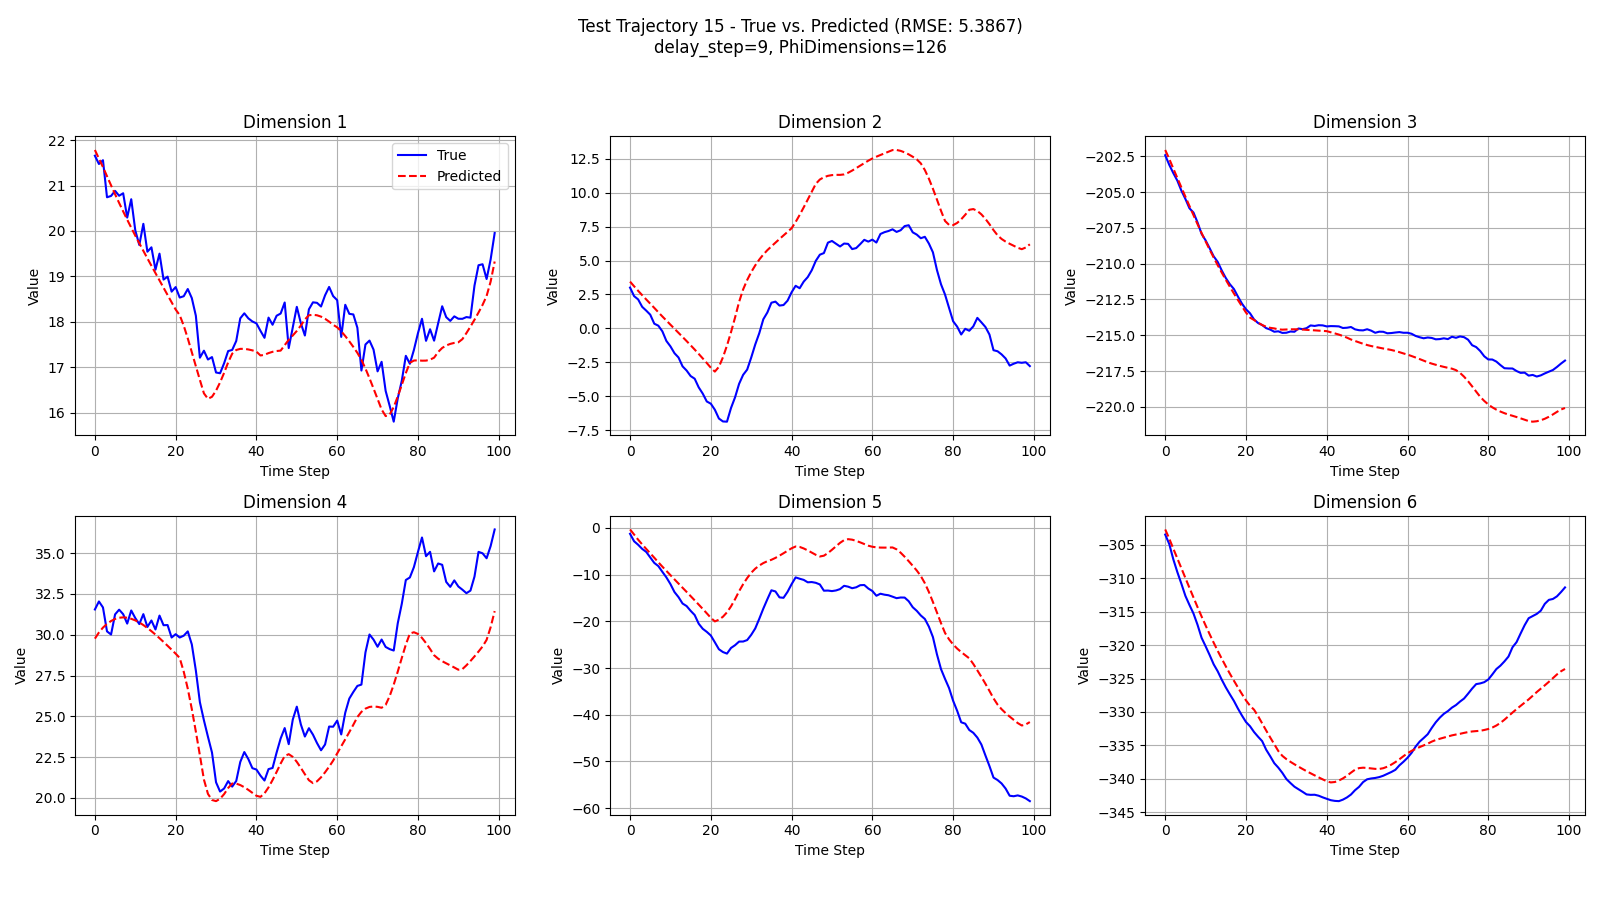 Test Trajectory 15 - True vs. Predicted (RMSE: 5.3867)
delay_step=9, PhiDimensions=126
Dimension 1
22
21
20
19
18
17
16
Value
0 20 40 60 80 100
Time Step
True
Predicted
Dimension 2
12.5
10.0
7.5
5.0
2.5
0.0
−2.5
−5.0
−7.5
Value
0 20 40 60 80 100
Time Step
Dimension 3
−202.5
−205.0
−207.5
−210.0
−212.5
−215.0
−217.5
−220.0
Value
0 20 40 60 80 100
Time Step
Dimension 4
35.0
32.5
30.0
27.5
25.0
22.5
20.0
Value
0 20 40 60 80 100
Time Step
Dimension 5
0
−10
−20
−30
−40
−50
−60
Value
0 20 40 60 80 100
Time Step
Dimension 6
−305
−310
−315
−320
−325
−330
−335
−340
−345
Value
0 20 40 60 80 100
Time Step